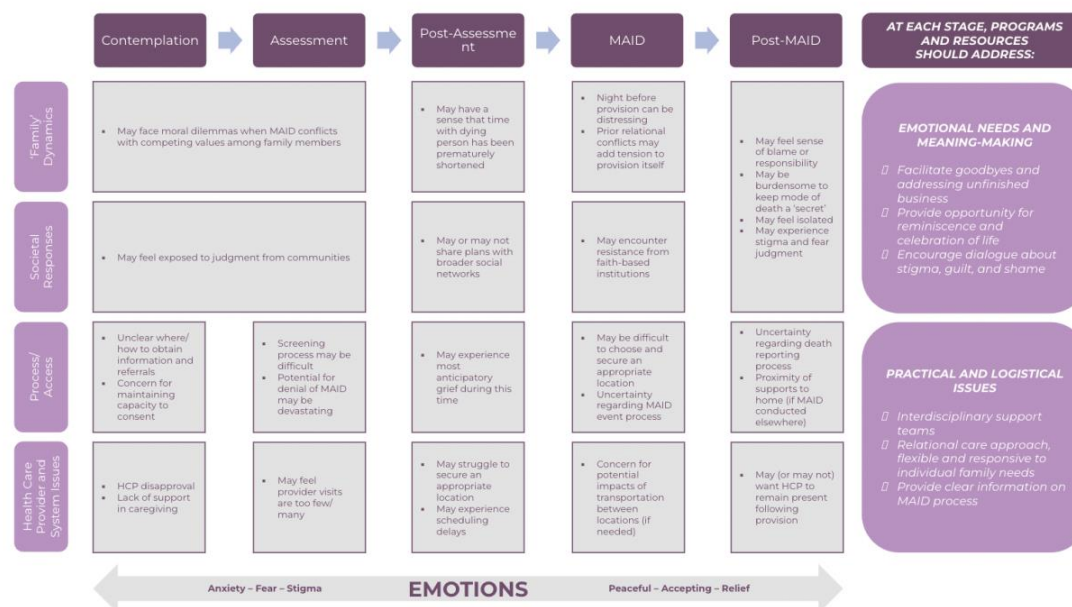 Contemplation
Assessment
Post-Assessme
nt
MAID
Post-MAID
AT EACH STAGE, PROGRAMS
AND RESOURCES
SHOULD ADDRESS:
'Family'
Dynamics
• May face moral dilemmas when MAID conflicts
with competing values among family members
• May have a
sense that time
with dying
person has been
prematurely
shortened
• Night before
provision can be
distressing
• Prior relational
conflicts may
add tension to
provision itself
• May feel sense
of blame or
responsibility
• May be
burdensome to
keep mode of
death a 'secret'
• May feel isolated
• May experience
stigma and fear
judgment
EMOTIONAL NEEDS AND
MEANING-MAKING
▯ Facilitate goodbyes and
addressing unfinished
business
▯ Provide opportunity for
reminiscence and
celebration of life
▯ Encourage dialogue about
stigma, guilt, and shame
Societal
Responses
• May feel exposed to judgment from communities
• May or may not
share plans with
broader social
networks
• May encounter
resistance from
faith-based
institutions
Process/
Access
• Unclear where/
how to obtain
information and
referrals
• Concern for
maintaining
capacity to
consent
• Screening
process may be
difficult
• Potential for
denial of MAID
may be
devastating
• May experience
most
anticipatory
grief during this
time
• May be difficult
to choose and
secure an
appropriate
location
• Uncertainty
regarding MAID
event process
• Uncertainty
regarding death
reporting
process
• Proximity of
supports to
home (if MAID
conducted
elsewhere)
PRACTICAL AND LOGISTICAL
ISSUES
▯ Interdisciplinary support
teams
▯ Relational care approach,
flexible and responsive to
individual family needs
▯ Provide clear information on
MAID process
Health Care
Provider and
System Issues
• HCP disapproval
• Lack of support
in caregiving
• May feel
provider visits
are too few/
many
• May struggle to
secure an
appropriate
location
• May experience
scheduling
delays
• Concern for
potential
impacts of
transportation
between
locations (if
needed)
• May (or may not)
want HCP to
remain present
following
provision
Anxiety – Fear – Stigma
EMOTIONS
Peaceful – Accepting – Relief